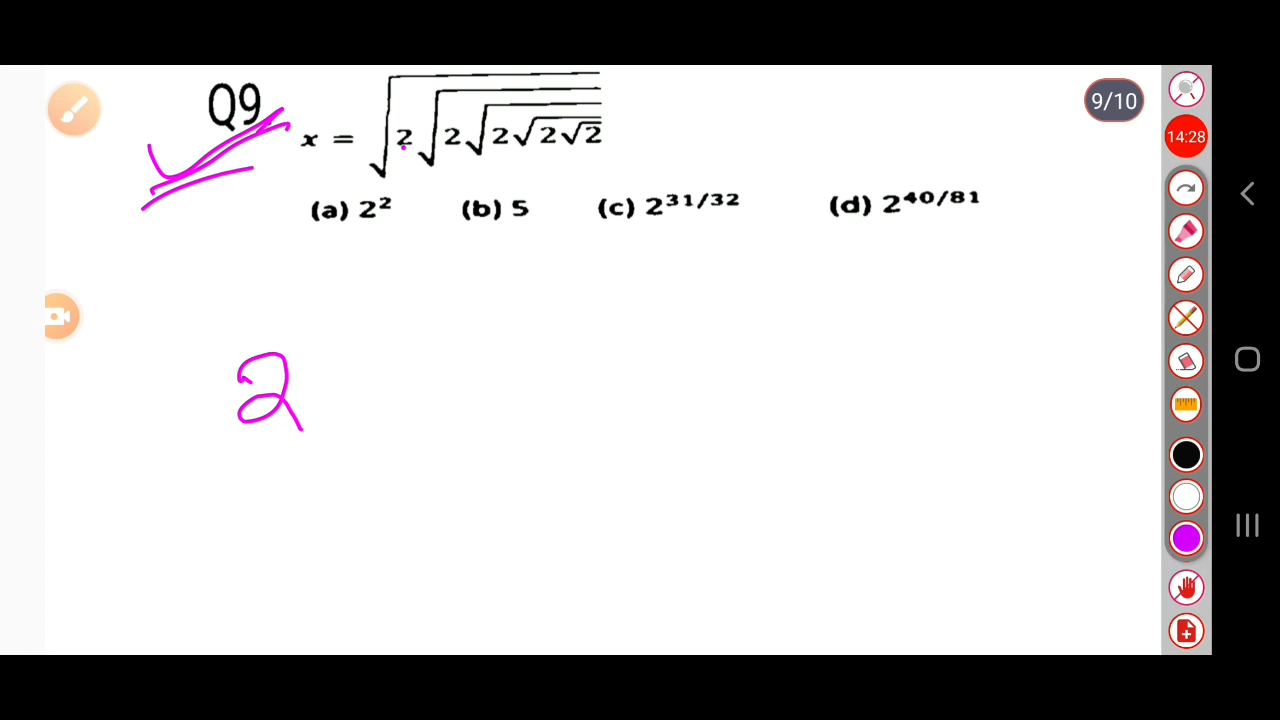 Q9
x = √2√2√2√2√2
(a) 2² (b) 5 (c) 2^31/32 (d) 2^40/81
2
9/10
14:28